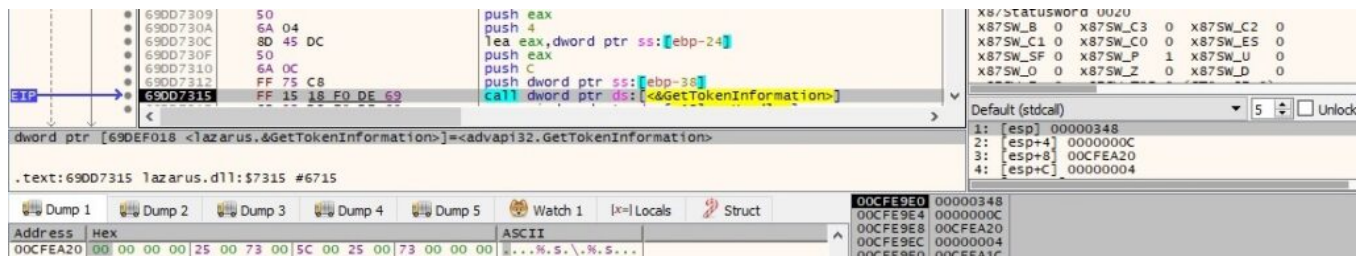 69DD7309 50 push eax
69DD730A 6A 04 push 4
69DD730C 8D 45 DC lea eax,dword ptr ss:[ebp-24]
69DD730F 50 push eax
69DD7310 6A 0C push C
69DD7312 FF 75 C8 push dword ptr ss:[ebp-38]
EIP 69DD7315 FF 15 18 F0 DE 69 call dword ptr ds:[<&GetTokenInformation>]
dword ptr [69DEF018 <lazarus.&GetTokenInformation>]=<advapi32.GetTokenInformation>
.text:69DD7315 lazarus.dll:$7315 #6715
x87StatusWord 0020
x87SW_B 0 x87SW_C3 0 x87SW_C2 0
x87SW_C1 0 x87SW_C0 0 x87SW_ES 0
x87SW_SF 0 x87SW_P 1 x87SW_U 0
x87SW_O 0 x87SW_Z 0 x87SW_D 0
Default (stdcall) 5 Unlock
1: [esp] 00000348
2: [esp+4] 0000000C
3: [esp+8] 00CFEA20
4: [esp+C] 00000004
Dump 1 Dump 2 Dump 3 Dump 4 Dump 5 Watch 1 [x=] Locals Struct
Address Hex ASCII
00CFEA20 00 00 00 00 25 00 73 00 5C 00 25 00 73 00 00 00 ....%.s.\.%.s...
00CFE9E0 00000348
00CFE9E4 0000000C
00CFE9E8 00CFEA20
00CFE9EC 00000004
00CFE9F0 00CFEA1C